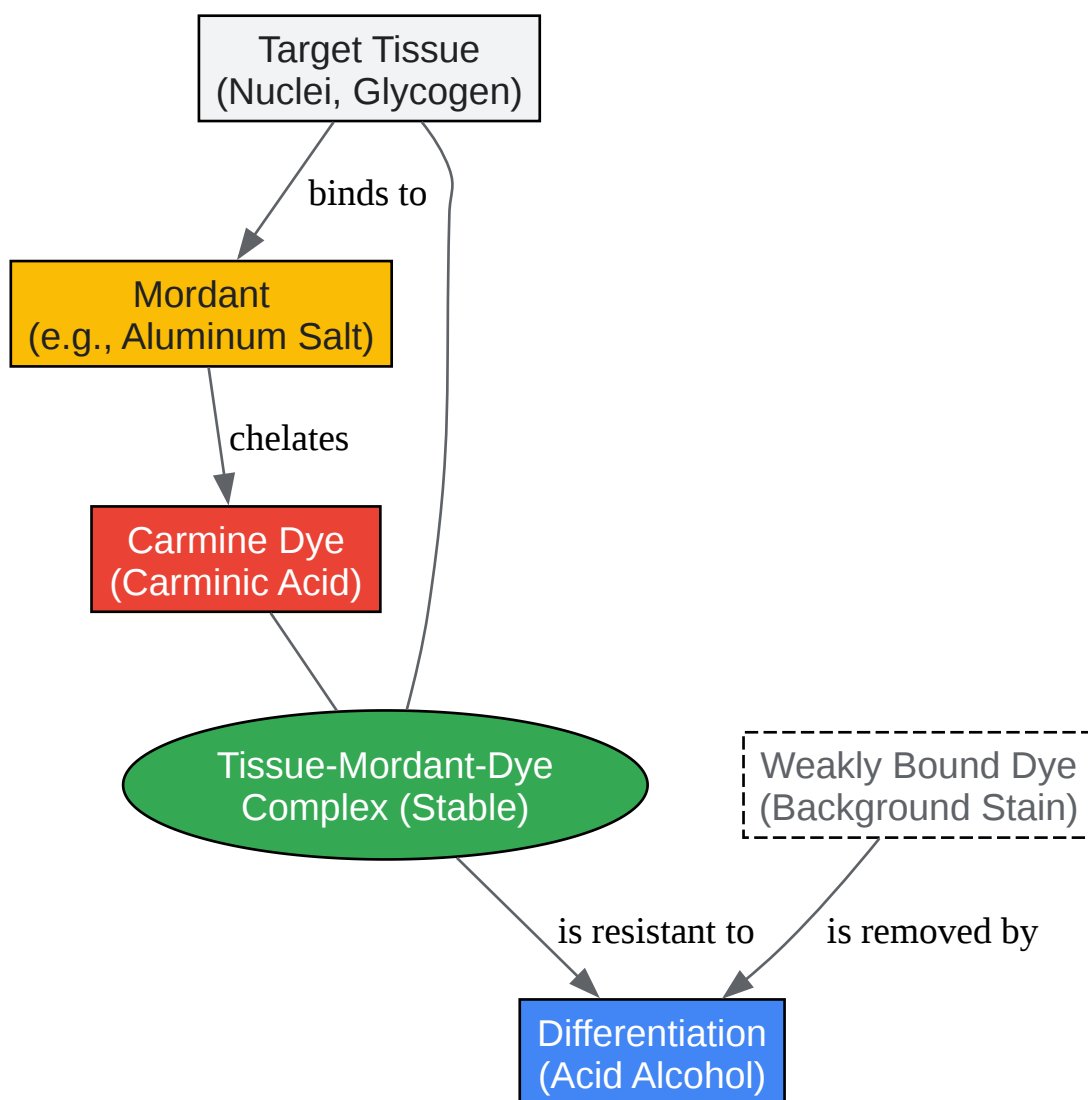 Target Tissue
(Nuclei, Glycogen)
binds to
Mordant
(e.g., Aluminum Salt)
chelates
Carmine Dye
(Carminic Acid)
Tissue-Mordant-Dye
Complex (Stable)
Weakly Bound Dye
(Background Stain)
is resistant to
is removed by
Differentiation
(Acid Alcohol)